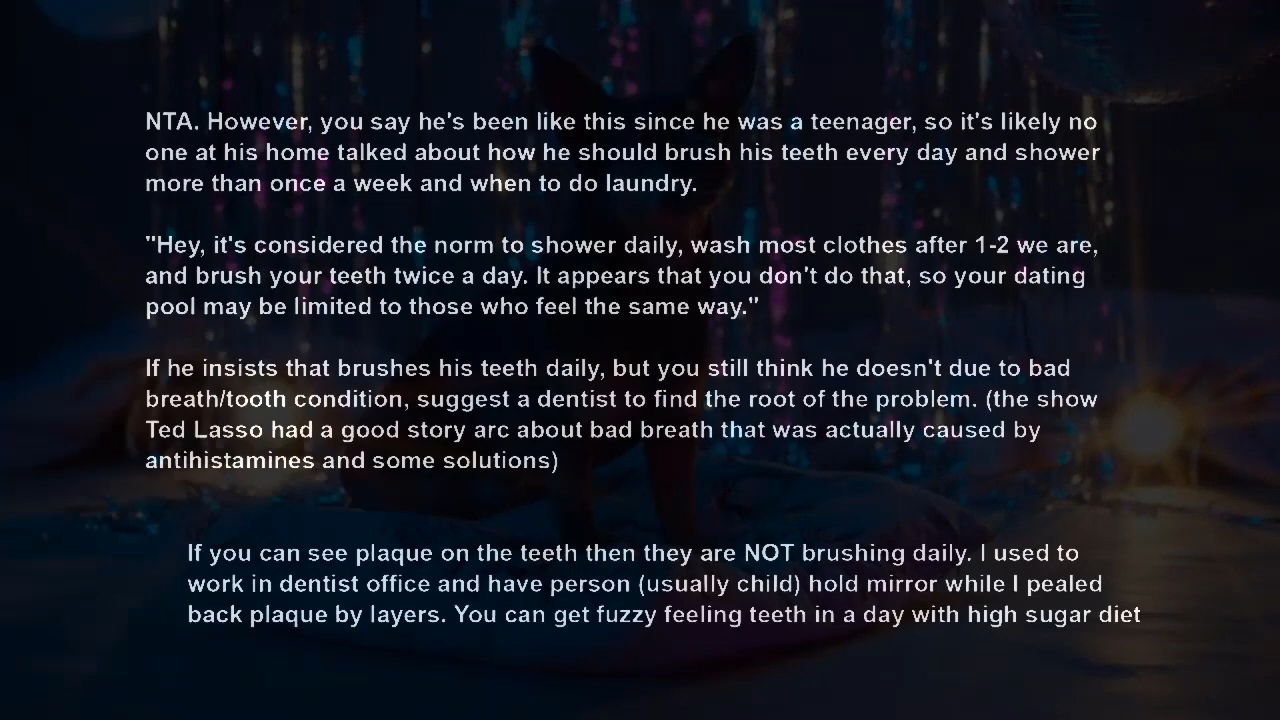 NTA. However, you say he's been like this since he was a teenager, so it's likely no
one at his home talked about how he should brush his teeth every day and shower
more than once a week and when to do laundry.
"Hey, it's considered the norm to shower daily, wash most clothes after 1-2 we are,
and brush your teeth twice a day. It appears that you don't do that, so your dating
pool may be limited to those who feel the same way."
If he insists that brushes his teeth daily, but you still think he doesn't due to bad
breath/tooth condition, suggest a dentist to find the root of the problem. (the show
Ted Lasso had a good story arc about bad breath that was actually caused by
antihistamines and some solutions)
If you can see plaque on the teeth then they are NOT brushing daily. I used to
work in dentist office and have person (usually child) hold mirror while I pealed
back plaque by layers. You can get fuzzy feeling teeth in a day with high sugar diet